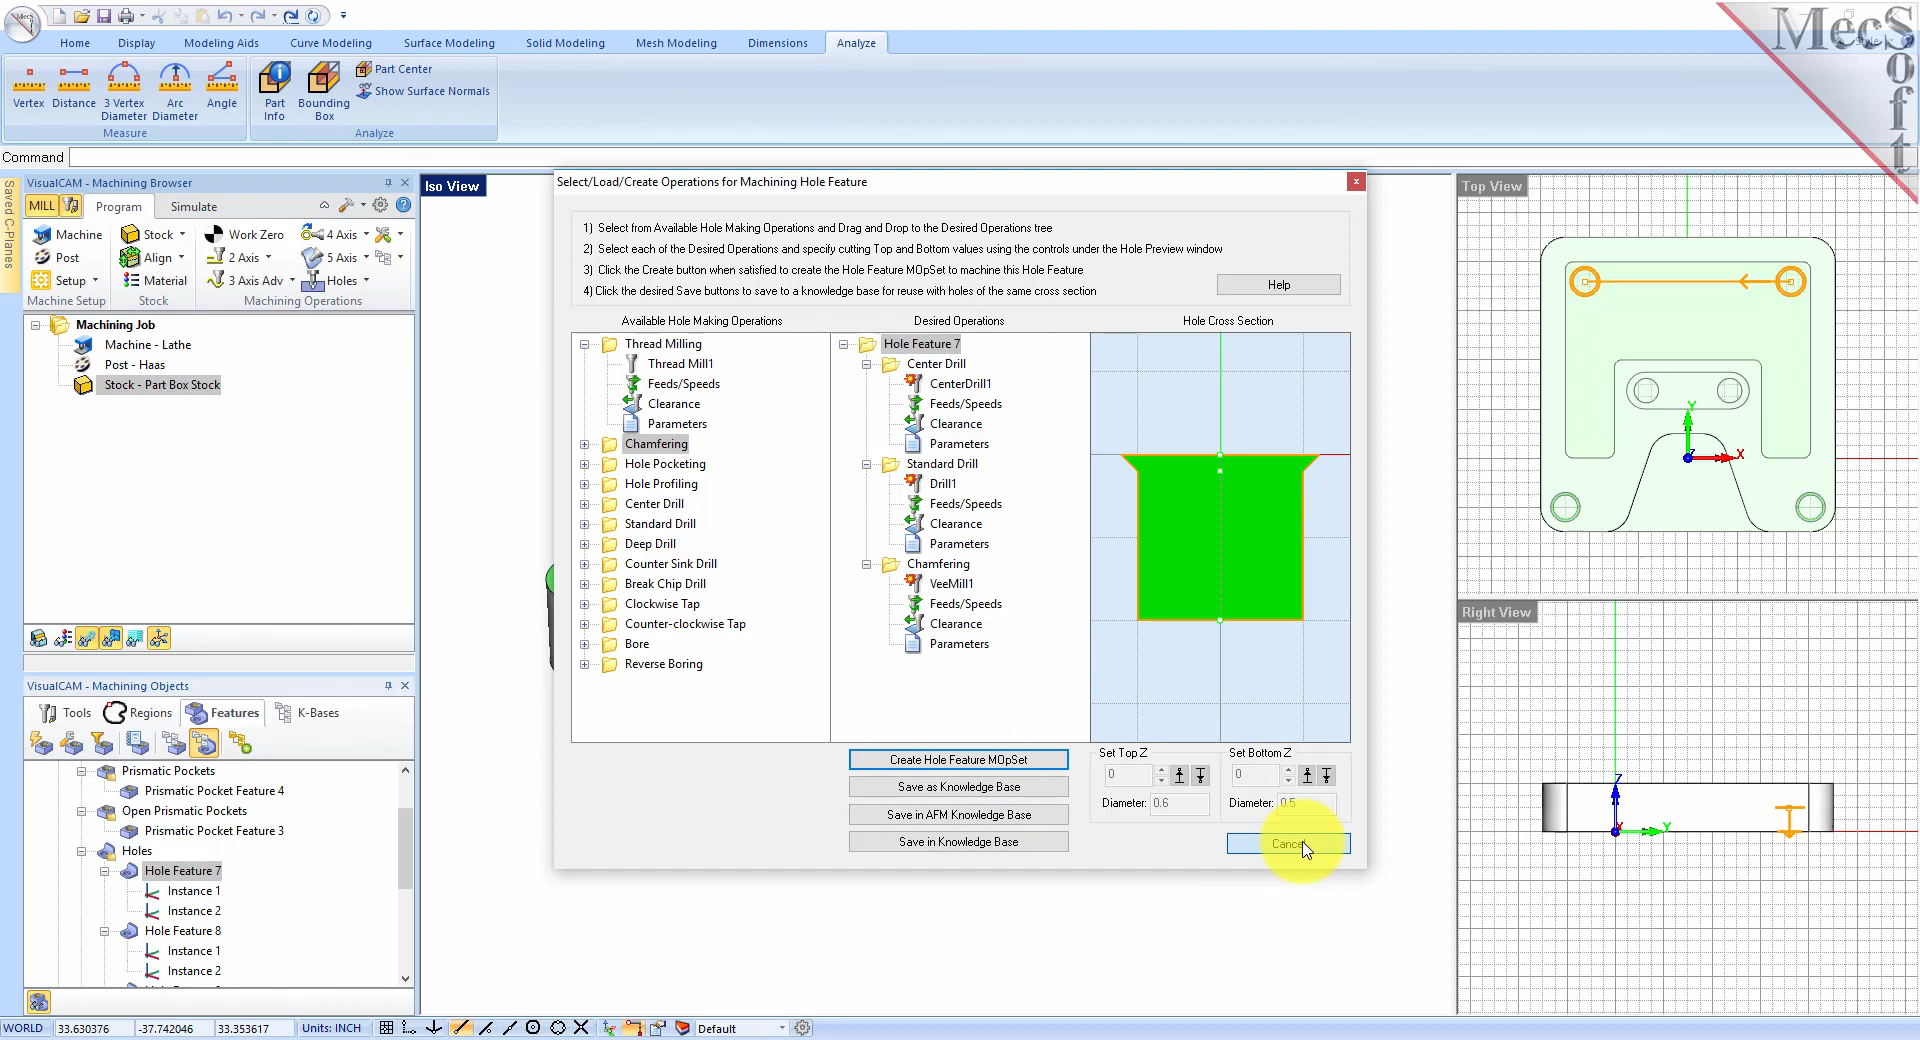 MecSoft
Home
Display
Modeling Aids
Curve Modeling
Surface Modeling
Solid Modeling
Mesh Modeling
Dimensions
Analyze
Vertex
Distance
3 Vertex Diameter
Arc Diameter
Angle
Measure
Part Info
Bounding Box
Part Center
Show Surface Normals
Analyze
Command
Saved C-Planes
VisualCAM - Machining Browser
MILL
Program
Simulate
Machine
Stock
Work Zero
4 Axis
Post
Align
2 Axis
5 Axis
Setup
Material
3 Axis Adv
Holes
Machine Setup
Stock
Machining Operations
Machining Job
Machine - Lathe
Post - Haas
Stock - Part Box Stock
VisualCAM - Machining Objects
Tools
Regions
Features
K-Bases
Prismatic Pockets
Prismatic Pocket Feature 4
Open Prismatic Pockets
Prismatic Pocket Feature 3
Holes
Hole Feature 7
Instance 1
Instance 2
Hole Feature 8
Instance 1
Instance 2
Iso View
Select/Load/Create Operations for Machining Hole Feature
x
1) Select from Available Hole Making Operations and Drag and Drop to the Desired Operations tree
2) Select each of the Desired Operations and specify cutting Top and Bottom values using the controls under the Hole Preview window
3) Click the Create button when satisfied to create the Hole Feature MOpSet to machine this Hole Feature
4) Click the desired Save buttons to save to a knowledge base for reuse with holes of the same cross section
Help
Available Hole Making Operations
Thread Milling
Thread Mill1
Feeds/Speeds
Clearance
Parameters
Chamfering
Hole Pocketing
Hole Profiling
Center Drill
Standard Drill
Deep Drill
Counter Sink Drill
Break Chip Drill
Clockwise Tap
Counter-clockwise Tap
Bore
Reverse Boring
Desired Operations
Hole Feature 7
Center Drill
CenterDrill1
Feeds/Speeds
Clearance
Parameters
Standard Drill
Drill1
Feeds/Speeds
Clearance
Parameters
Chamfering
VeeMill1
Feeds/Speeds
Clearance
Parameters
Hole Cross Section
Create Hole Feature MOpSet
Save as Knowledge Base
Save in AFM Knowledge Base
Save in Knowledge Base
Set Top Z
0
Diameter: 0.6
Set Bottom Z
0
Diameter: 0.5
Cancel
Top View
Y
X
Right View
Z
Y
WORLD
33.630376
-37.742046
33.353617
Units: INCH
Default